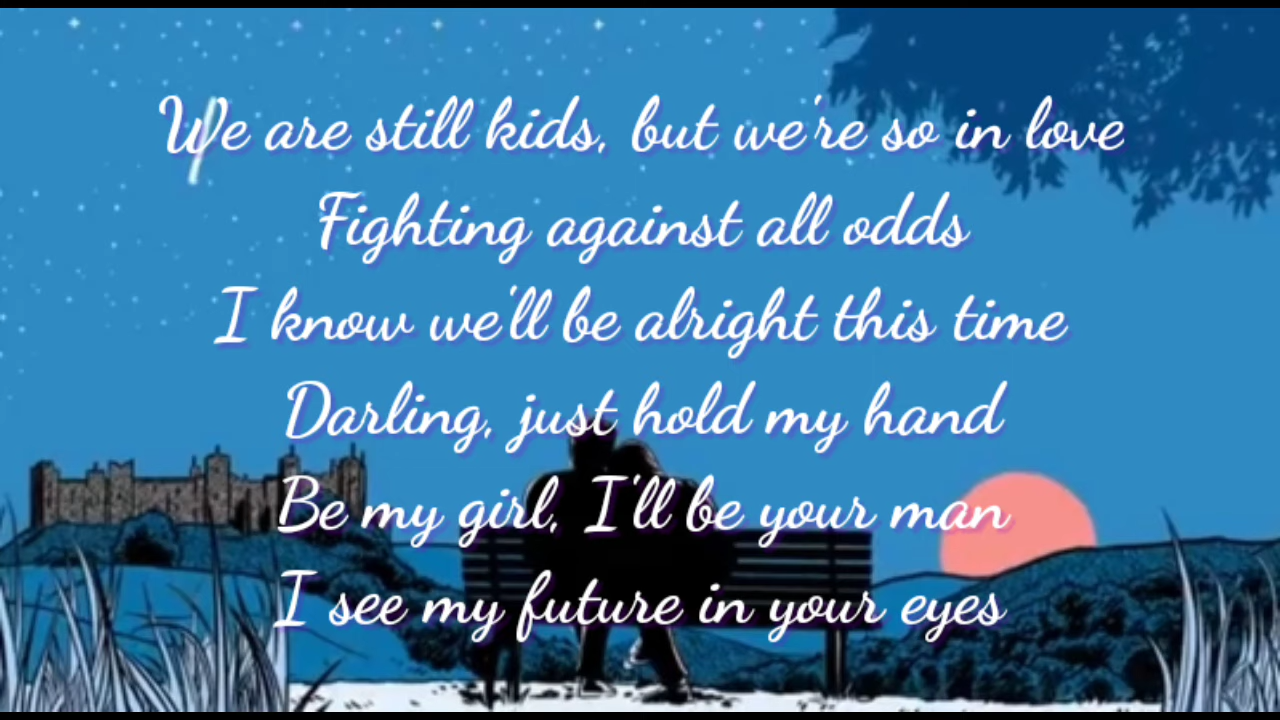 We are still kids, but we're so in love
Fighting against all odds
I know we'll be alright this time
Darling, just hold my hand
Be my girl, I'll be your man
I see my future in your eyes